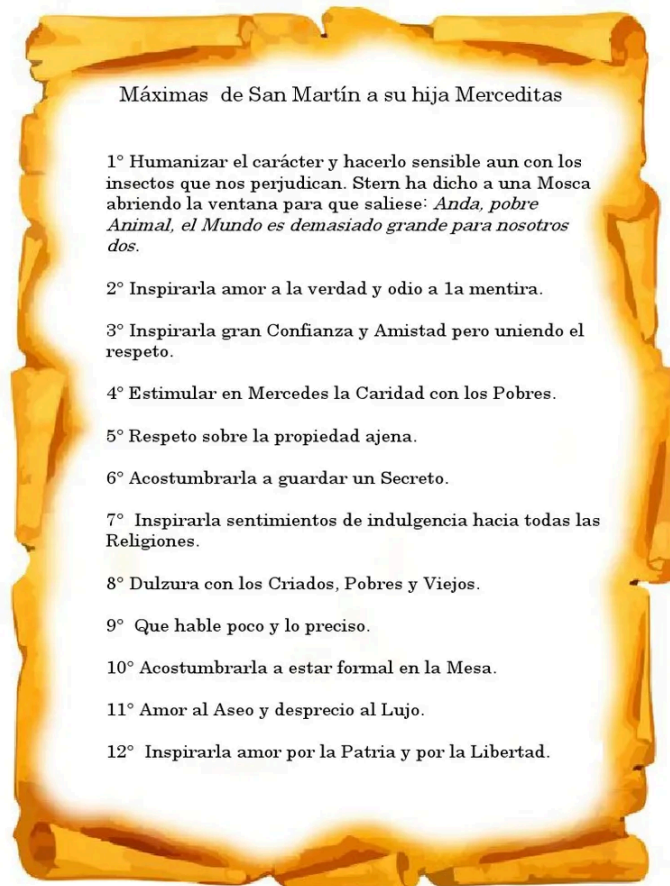 Máximas de San Martín a su hija Merceditas
1° Humanizar el carácter y hacerlo sensible aun con los
insectos que nos perjudican. Stern ha dicho a una Mosca
abriendo la ventana para que saliese: Anda, pobre
Animal, el Mundo es demasiado grande para nosotros
dos.
2° Inspirarla amor a la verdad y odio a 1a mentira.
3° Inspirarla gran Confianza y Amistad pero uniendo el
respeto.
4° Estimular en Mercedes la Caridad con los Pobres.
5° Respeto sobre la propiedad ajena.
6° Acostumbrarla a guardar un Secreto.
7° Inspirarla sentimientos de indulgencia hacia todas las
Religiones.
8° Dulzura con los Criados, Pobres y Viejos.
9° Que hable poco y lo preciso.
10° Acostumbrarla a estar formal en la Mesa.
11° Amor al Aseo y desprecio al Lujo.
12° Inspirarla amor por la Patria y por la Libertad.